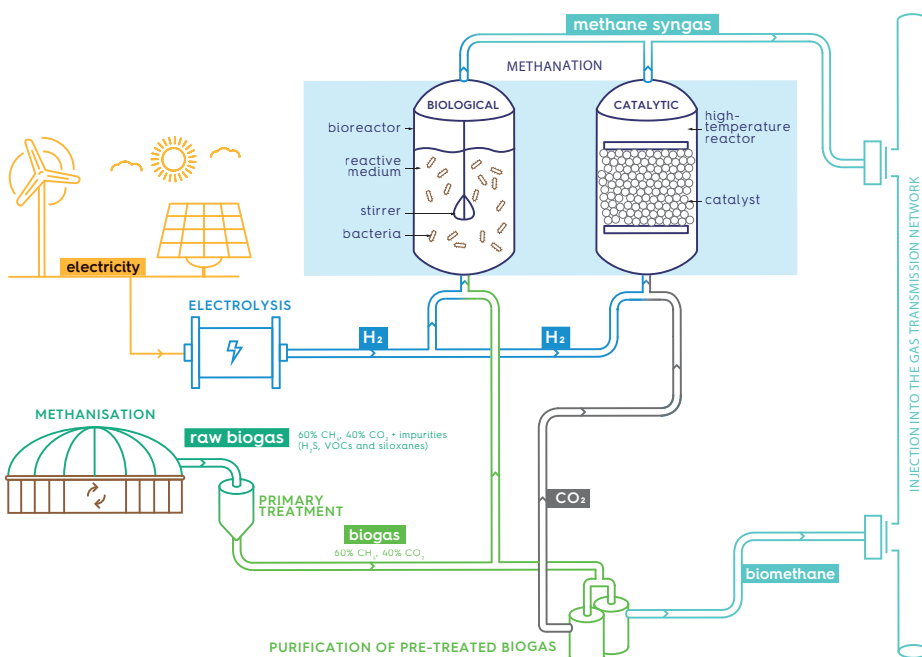 methane syngas
METHANATION
BIOLOGICAL
CATALYTIC
bioreactor
high-
temperature
reactor
reactive
medium
catalyst
stirrer
bacteria
electricity
ELECTROLYSIS
H₂
H₂
METHANISATION
raw biogas
60% CH₄, 40% CO₂ + impurities
(H₂S, VOCs and siloxanes)
PRIMARY
TREATMENT
CO₂
biogas
60% CH₄, 40% CO₂
biomethane
PURIFICATION OF PRE-TREATED BIOGAS
INJECTION INTO THE GAS TRANSMISSION NETWORK